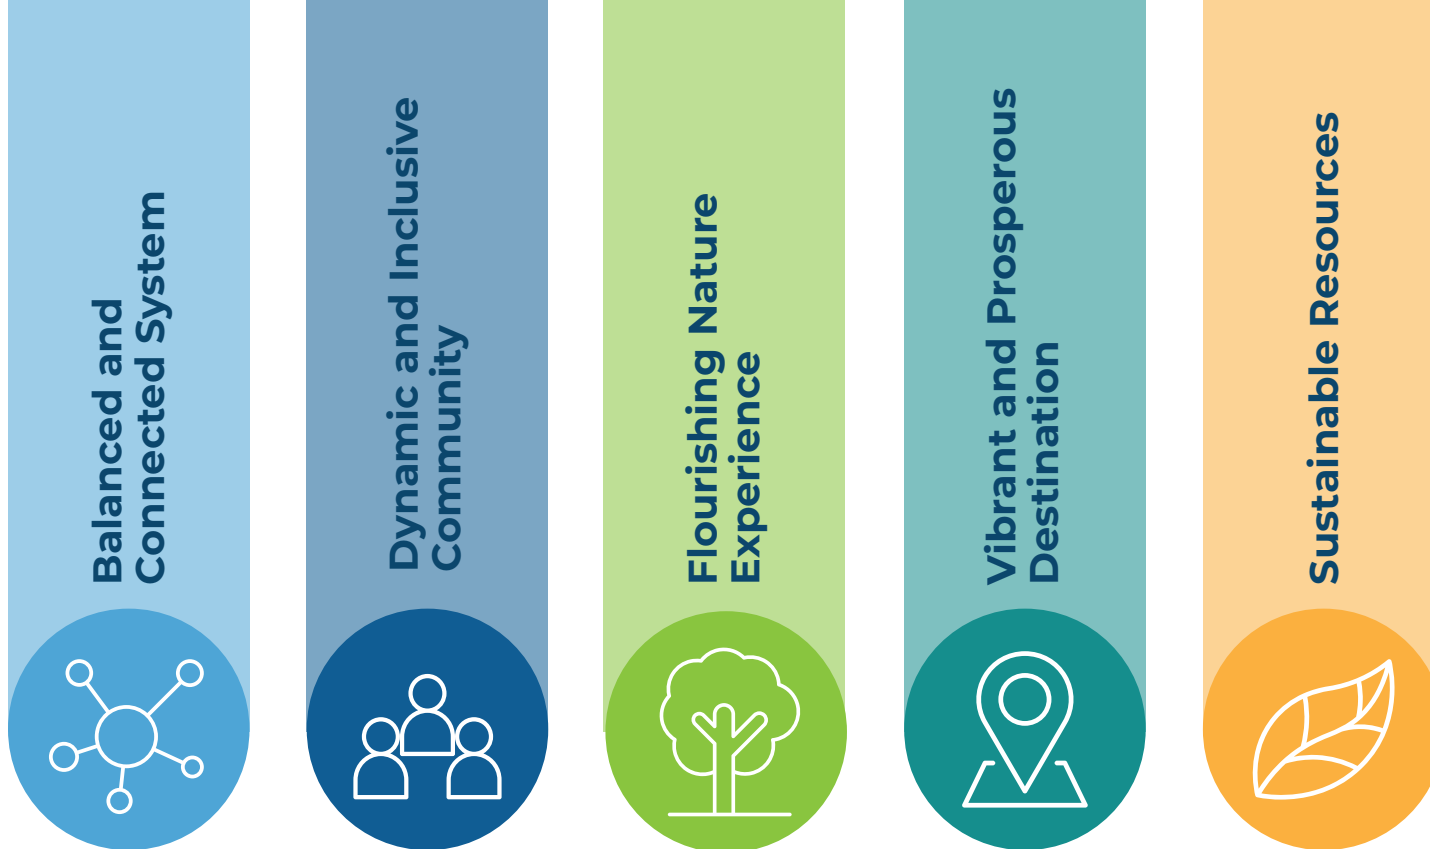 Balanced and
Connected System
Dynamic and Inclusive
Community
Flourishing Nature
Experience
Vibrant and Prosperous
Destination
Sustainable Resources